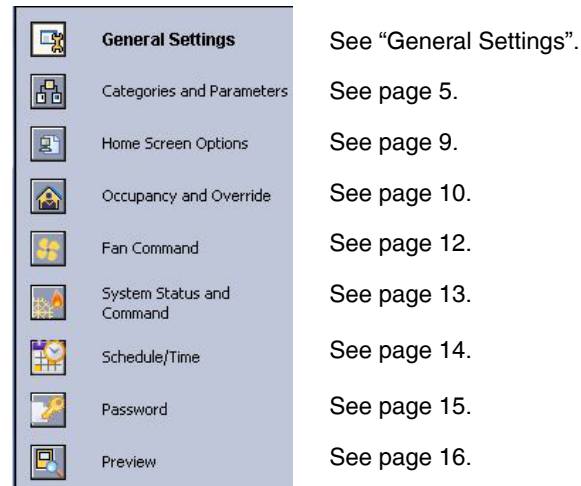 General Settings See “General Settings”.
Categories and Parameters See page 5.
Home Screen Options See page 9.
Occupancy and Override See page 10.
Fan Command See page 12.
System Status and
Command See page 13.
Schedule/Time See page 14.
Password See page 15.
Preview See page 16.